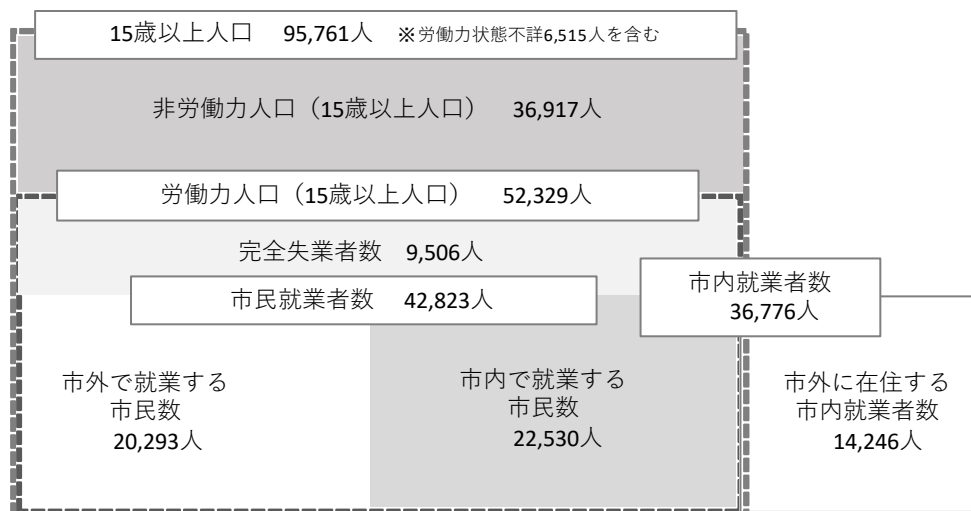 15歳以上人口 95,761人 ※労働力状態不詳6,515人を含む
非労働力人口（15歳以上人口） 36,917人
労働力人口（15歳以上人口） 52,329人
完全失業者数 9,506人
市民就業者数 42,823人
市内就業者数
36,776人
市外で就業する
市民数
20,293人
市内で就業する
市民数
22,530人
市外に在住する
市内就業者数
14,246人